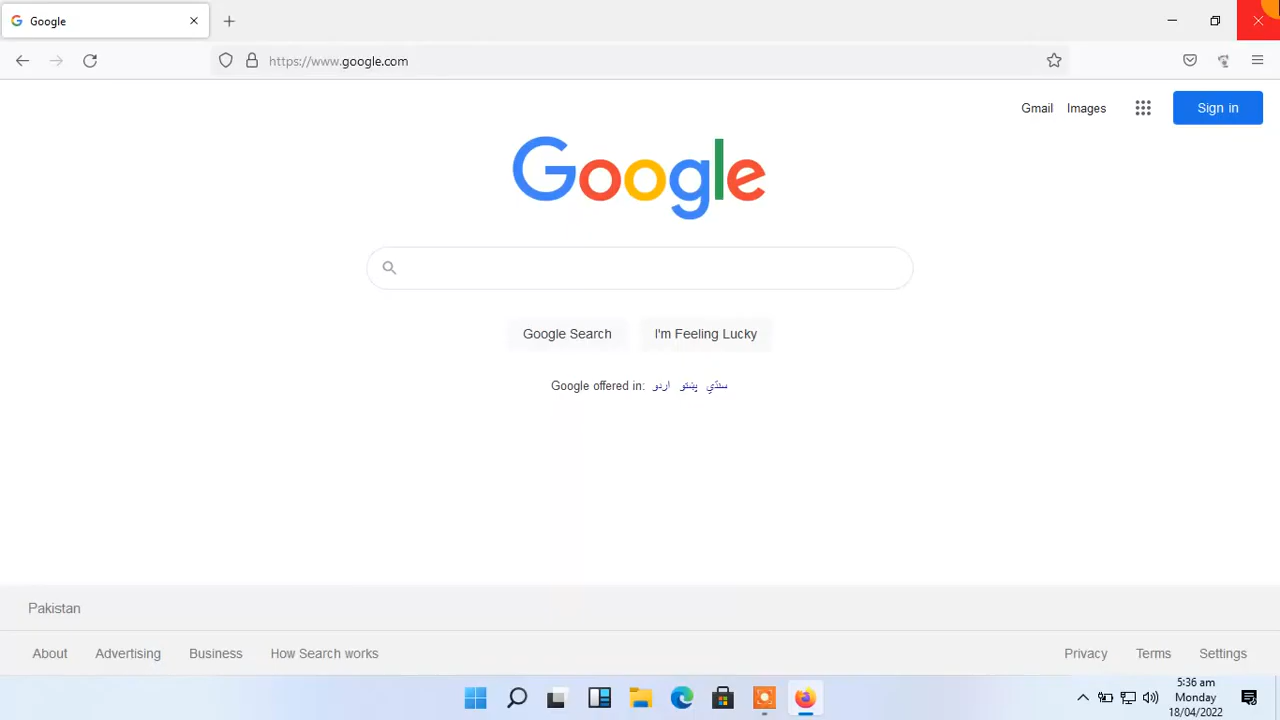 Google
https://www.google.com
Gmail Images Sign in
Google
Google Search I'm Feeling Lucky
Google offered in: اردو پښتو سنڌي
Pakistan
About Advertising Business How Search works Privacy Terms Settings
5:36 am
Monday
18/04/2022